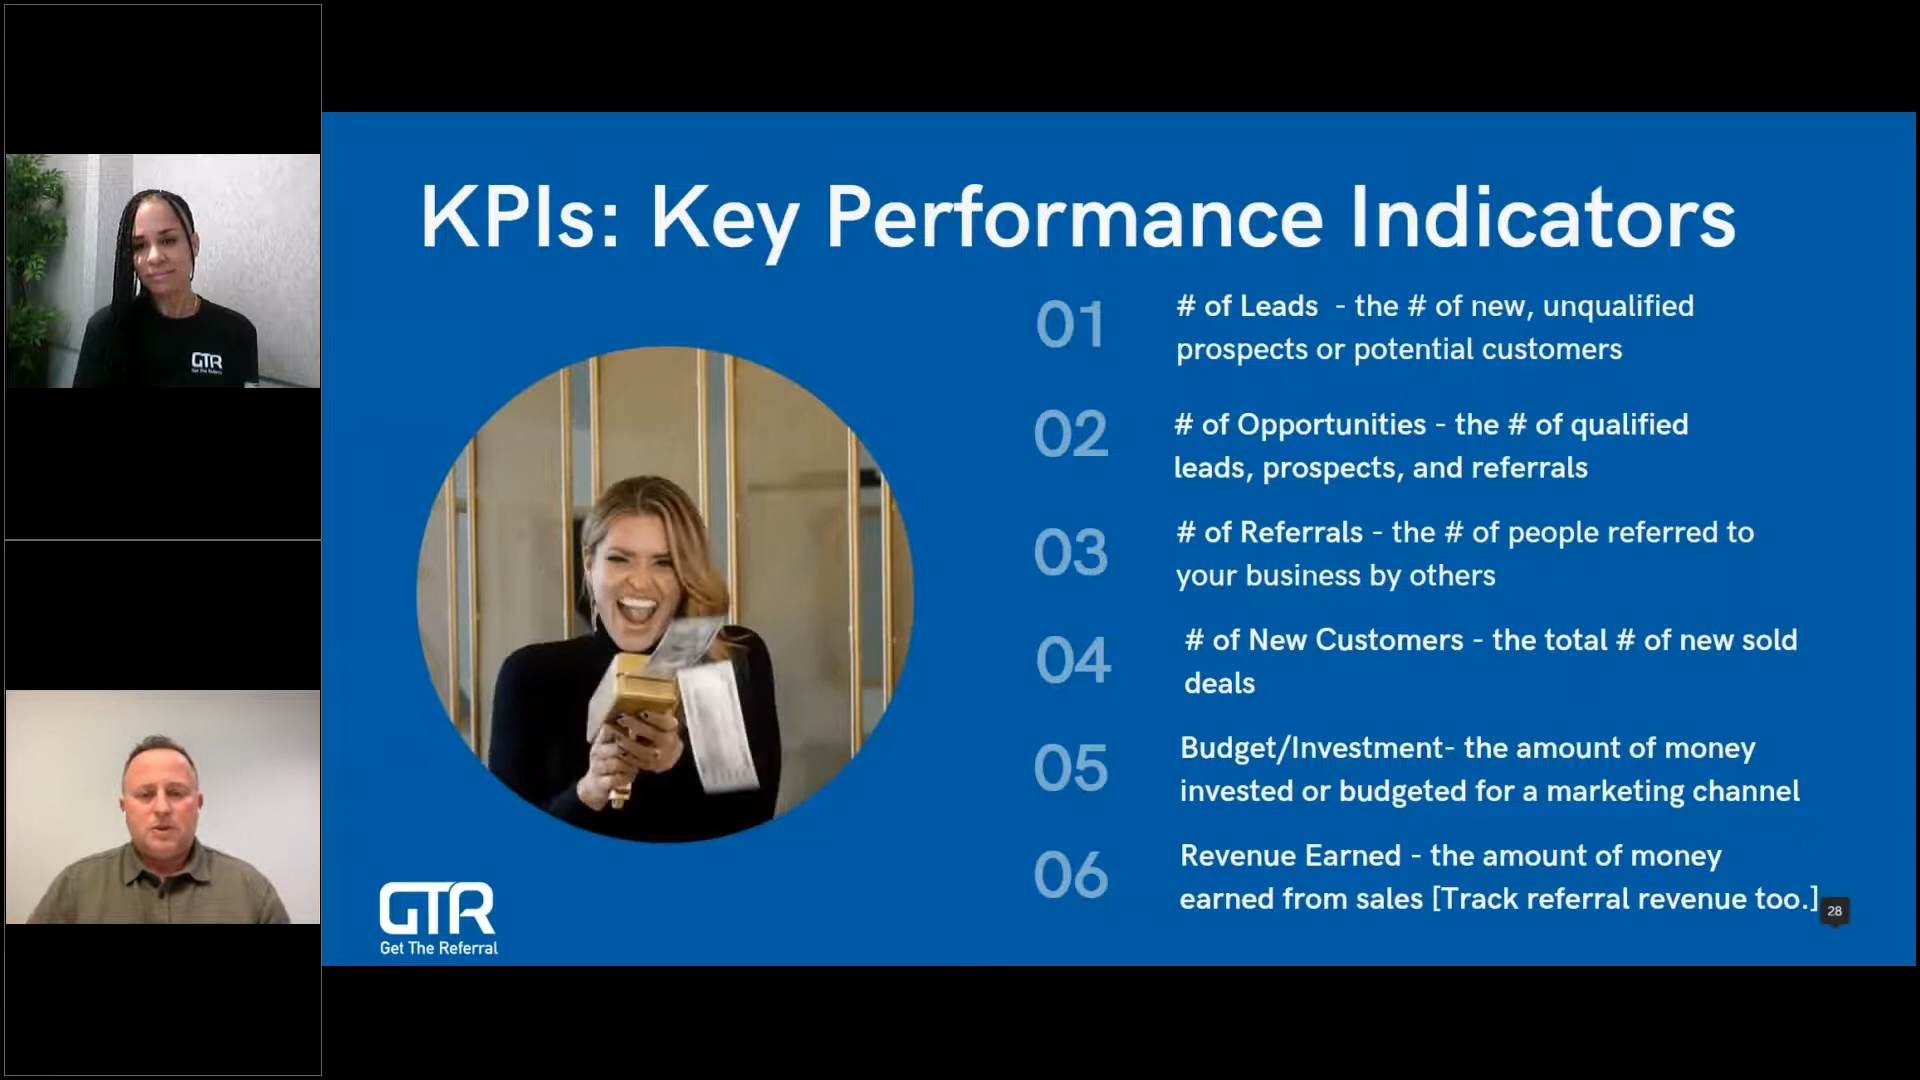 KPIs: Key Performance Indicators
01
# of Leads - the # of new, unqualified
prospects or potential customers
02
# of Opportunities - the # of qualified
leads, prospects, and referrals
03
# of Referrals - the # of people referred to
your business by others
04
# of New Customers - the total # of new sold
deals
05
Budget/Investment- the amount of money
invested or budgeted for a marketing channel
06
Revenue Earned - the amount of money
earned from sales [Track referral revenue too.]
28
GTR
Get The Referral
GTR
Get The Referral